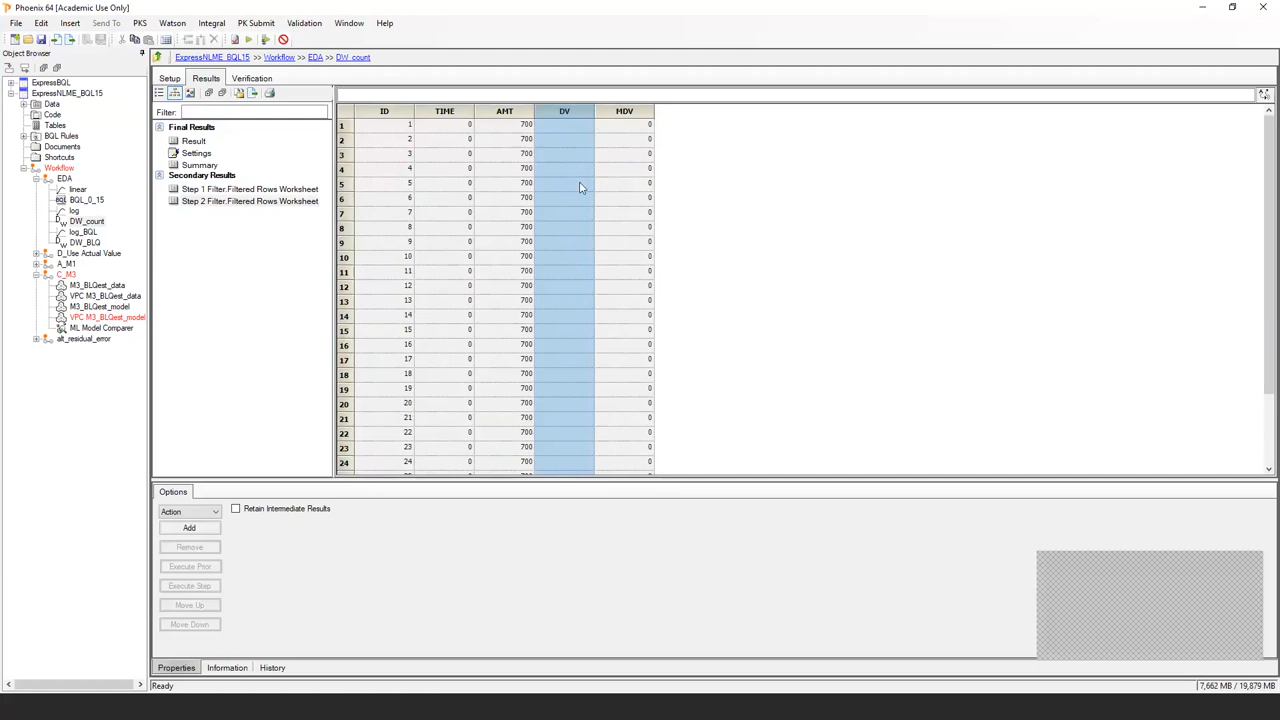 Phoenix 64 [Academic Use Only]
File Edit Insert Send To PKS Watson Integral PK Submit Validation Window Help
Object Browser
ExpressNLME_BQL15 >> Workflow >> EDA >> DW_count
ExpressBQL
ExpressNLME_BQL15
Data
Code
Tables
BQL Rules
Documents
Shortcuts
Workflow
EDA
linear
BQL BQL_0_15
log
DW_count
log_BQL
DW_BLQ
D_Use Actual Value
A_M1
C_M3
M3_BLQest_data
VPC M3_BLQest_data
M3_BLQest_model
VPC M3_BLQest_model
ML Model Comparer
alt_residual_error
Setup Results Verification
Filter:
Final Results
Result
Settings
Summary
Secondary Results
Step 1 Filter.Filtered Rows Worksheet
Step 2 Filter.Filtered Rows Worksheet
ID TIME AMT DV MDV
1 1 0 700 0
2 2 0 700 0
3 3 0 700 0
4 4 0 700 0
5 5 0 700 0
6 6 0 700 0
7 7 0 700 0
8 8 0 700 0
9 9 0 700 0
10 10 0 700 0
11 11 0 700 0
12 12 0 700 0
13 13 0 700 0
14 14 0 700 0
15 15 0 700 0
16 16 0 700 0
17 17 0 700 0
18 18 0 700 0
19 19 0 700 0
20 20 0 700 0
21 21 0 700 0
22 22 0 700 0
23 23 0 700 0
24 24 0 700 0
Options
Action
Retain Intermediate Results
Add
Remove
Execute Prior
Execute Step
Move Up
Move Down
Properties Information History
Ready
7,662 MB / 19,879 MB